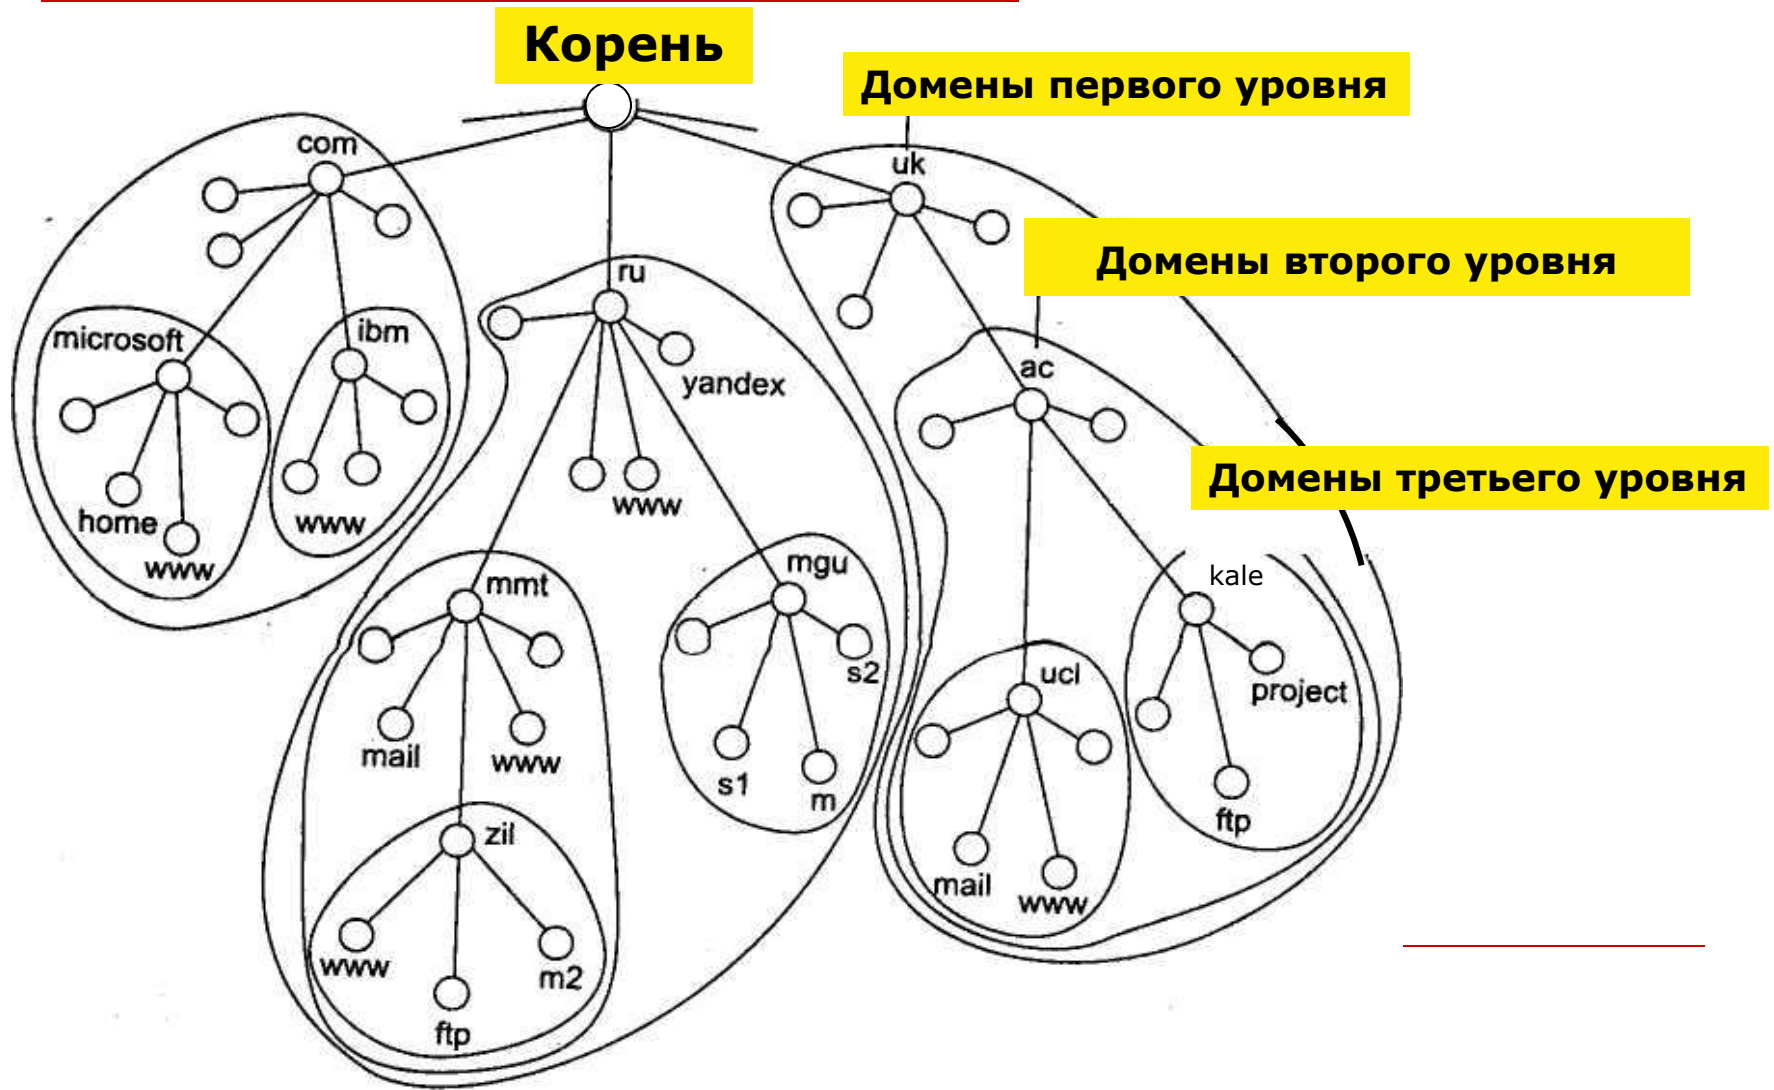 Корень
Домены первого уровня
com
uk
Домены второго уровня
ru
microsoft
ibm
ac
yandex
Домены третьего уровня
www
home
www
www
mgu
kale
mmt
s2
ucl
project
mail
www
s1
m
ftp
zil
mail
www
www
m2
ftp